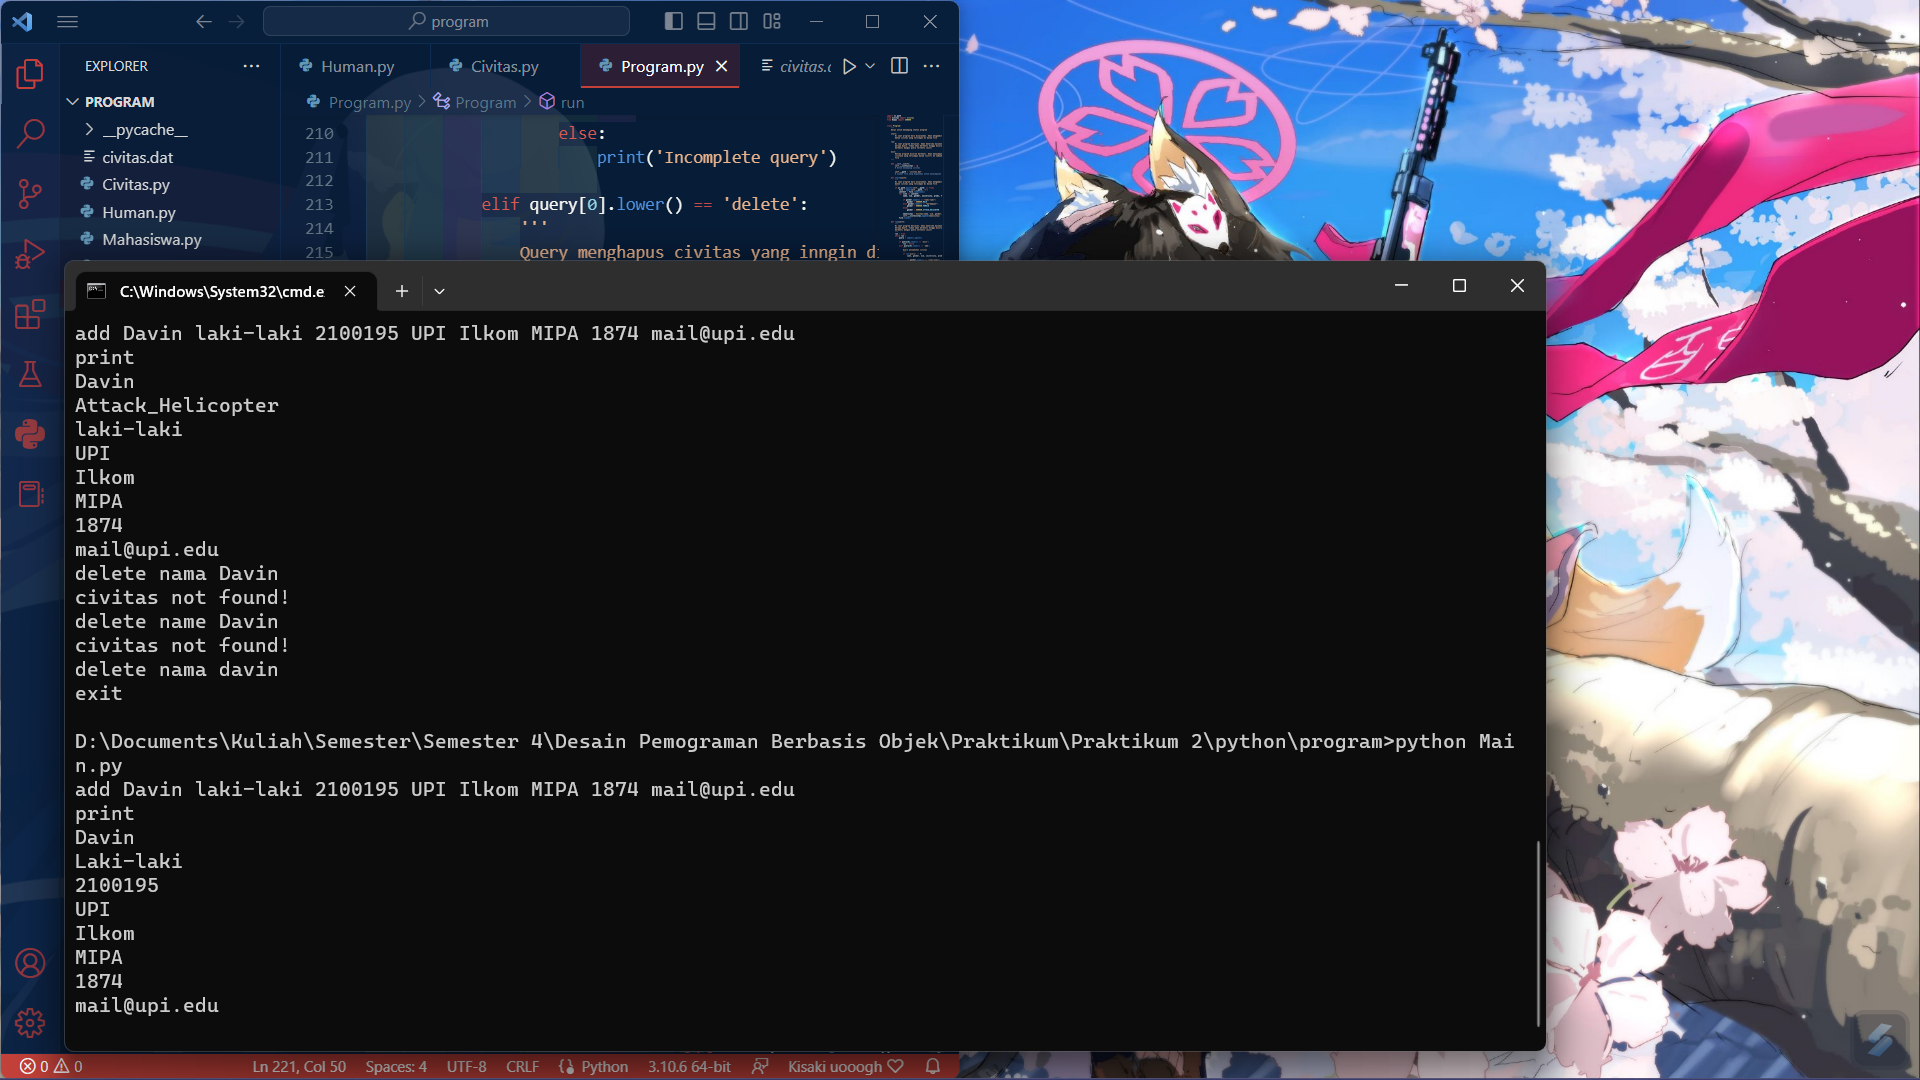 program
EXPLORER
Human.py
Civitas.py
Program.py
civitas.
PROGRAM
Program.py > Program > run
__pycache__
civitas.dat
Civitas.py
Human.py
Mahasiswa.py
210 else:
211 print('Incomplete query')
212
213 elif query[0].lower() == 'delete':
214 '''
215 Query menghapus civitas yang inngin d
C:\Windows\System32\cmd.e
add Davin laki-laki 2100195 UPI Ilkom MIPA 1874 mail@upi.edu
print
Davin
Attack_Helicopter
laki-laki
UPI
Ilkom
MIPA
1874
mail@upi.edu
delete nama Davin
civitas not found!
delete name Davin
civitas not found!
delete nama davin
exit
D:\Documents\Kuliah\Semester\Semester 4\Desain Pemograman Berbasis Objek\Praktikum\Praktikum 2\python\program>python Mai
n.py
add Davin laki-laki 2100195 UPI Ilkom MIPA 1874 mail@upi.edu
print
Davin
Laki-laki
2100195
UPI
Ilkom
MIPA
1874
mail@upi.edu
0 0 Ln 221, Col 50 Spaces: 4 UTF-8 CRLF Python 3.10.6 64-bit Kisaki uooogh